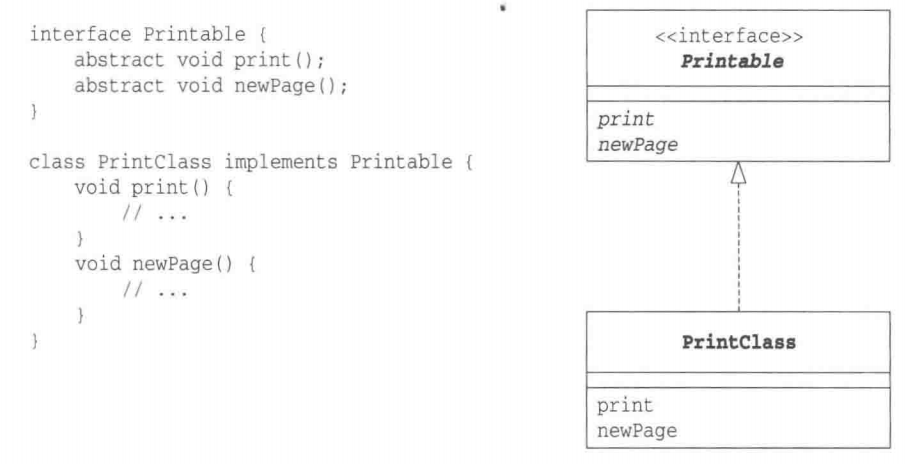 interface Printable {
    abstract void print();
    abstract void newPage();
}

class PrintClass implements Printable {
    void print() {
        // ...
    }
    void newPage() {
        // ...
    }
}

<<interface>>
Printable
print
newPage

PrintClass
print
newPage